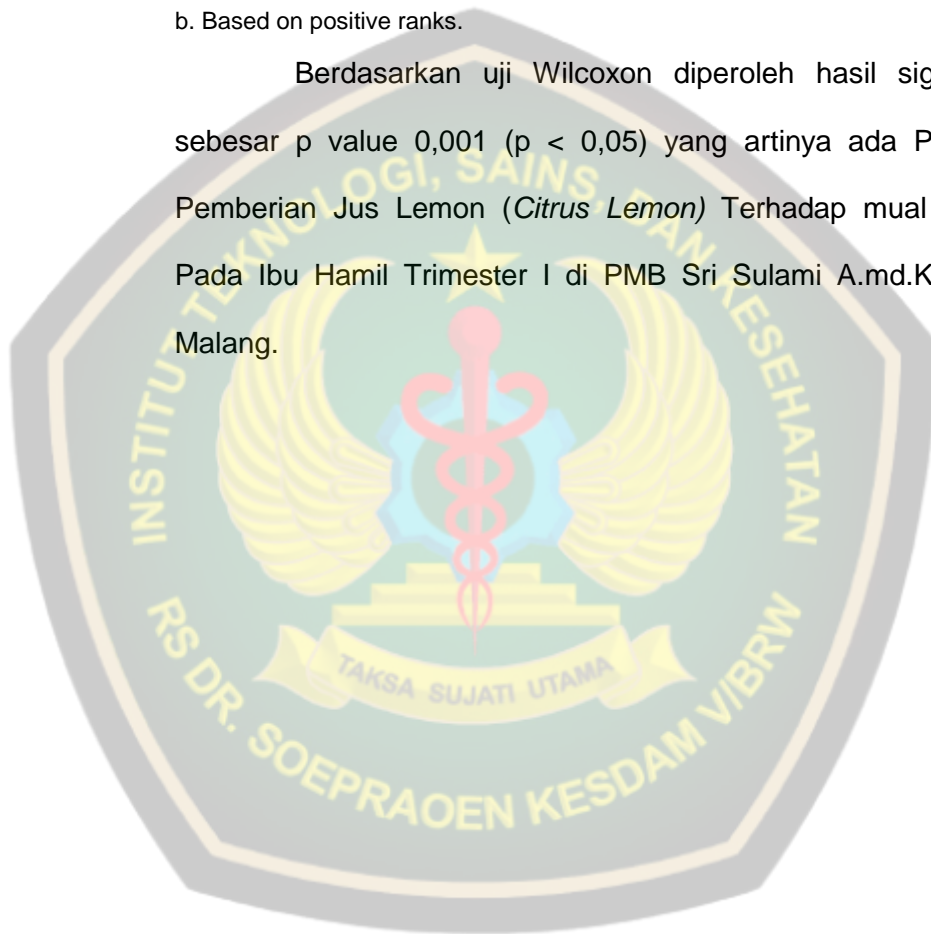 b. Based on positive ranks.
Berdasarkan uji Wilcoxon diperoleh hasil sig
sebesar p value 0,001 (p < 0,05) yang artinya ada P
Pemberian Jus Lemon (Citrus Lemon) Terhadap mual
Pada Ibu Hamil Trimester I di PMB Sri Sulami A.md.K
Malang.
INSTITUT TEKNOLOGI, SAINS, DAN KESEHATAN
TAKSA SUJATI UTAMA
RS DR. SOEPRAOEN KESDAM V/BRW